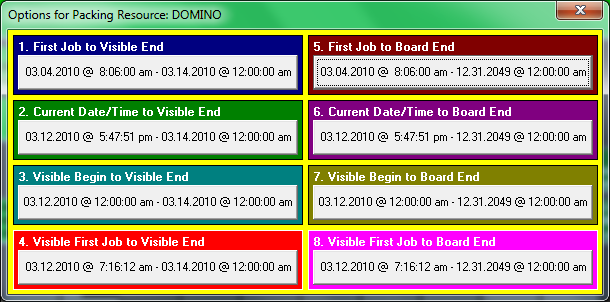 Options for Packing Resource: DOMINO
1. First Job to Visible End
03.04.2010 @  8:06:00 am - 03.14.2010 @ 12:00:00 am
5. First Job to Board End
03.04.2010 @  8:06:00 am - 12.31.2049 @ 12:00:00 am
2. Current Date/Time to Visible End
03.12.2010 @  5:47:51 pm - 03.14.2010 @ 12:00:00 am
6. Current Date/Time to Board End
03.12.2010 @  5:47:51 pm - 12.31.2049 @ 12:00:00 am
3. Visible Begin to Visible End
03.12.2010 @ 12:00:00 am - 03.14.2010 @ 12:00:00 am
7. Visible Begin to Board End
03.12.2010 @ 12:00:00 am - 12.31.2049 @ 12:00:00 am
4. Visible First Job to Visible End
03.12.2010 @  7:16:12 am - 03.14.2010 @ 12:00:00 am
8. Visible First Job to Board End
03.12.2010 @  7:16:12 am - 12.31.2049 @ 12:00:00 am